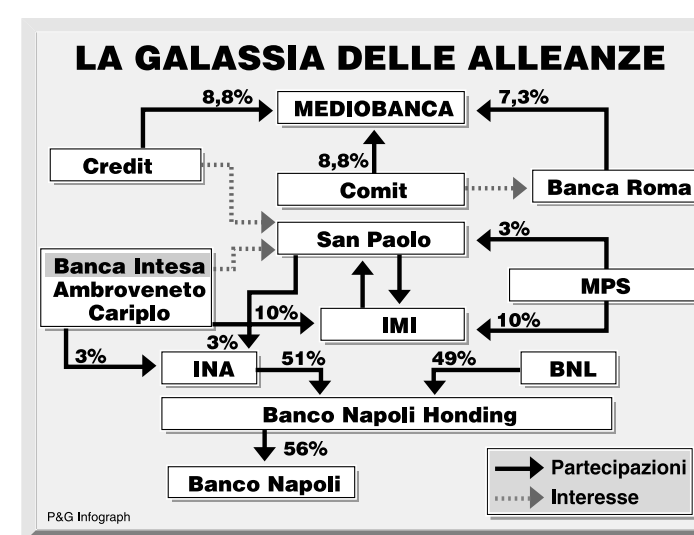 LA GALASSIA DELLE ALLEANZE
8,8%
MEDIOBANCA
7,3%
Credit
8,8%
Comit
Banca Roma
San Paolo
3%
Banca Intesa
Ambroveneto
Cariplo
MPS
10%
IMI
10%
3%
3%
INA
51%
49%
BNL
Banco Napoli Honding
56%
Banco Napoli
Partecipazioni
Interesse
P&G Infograph